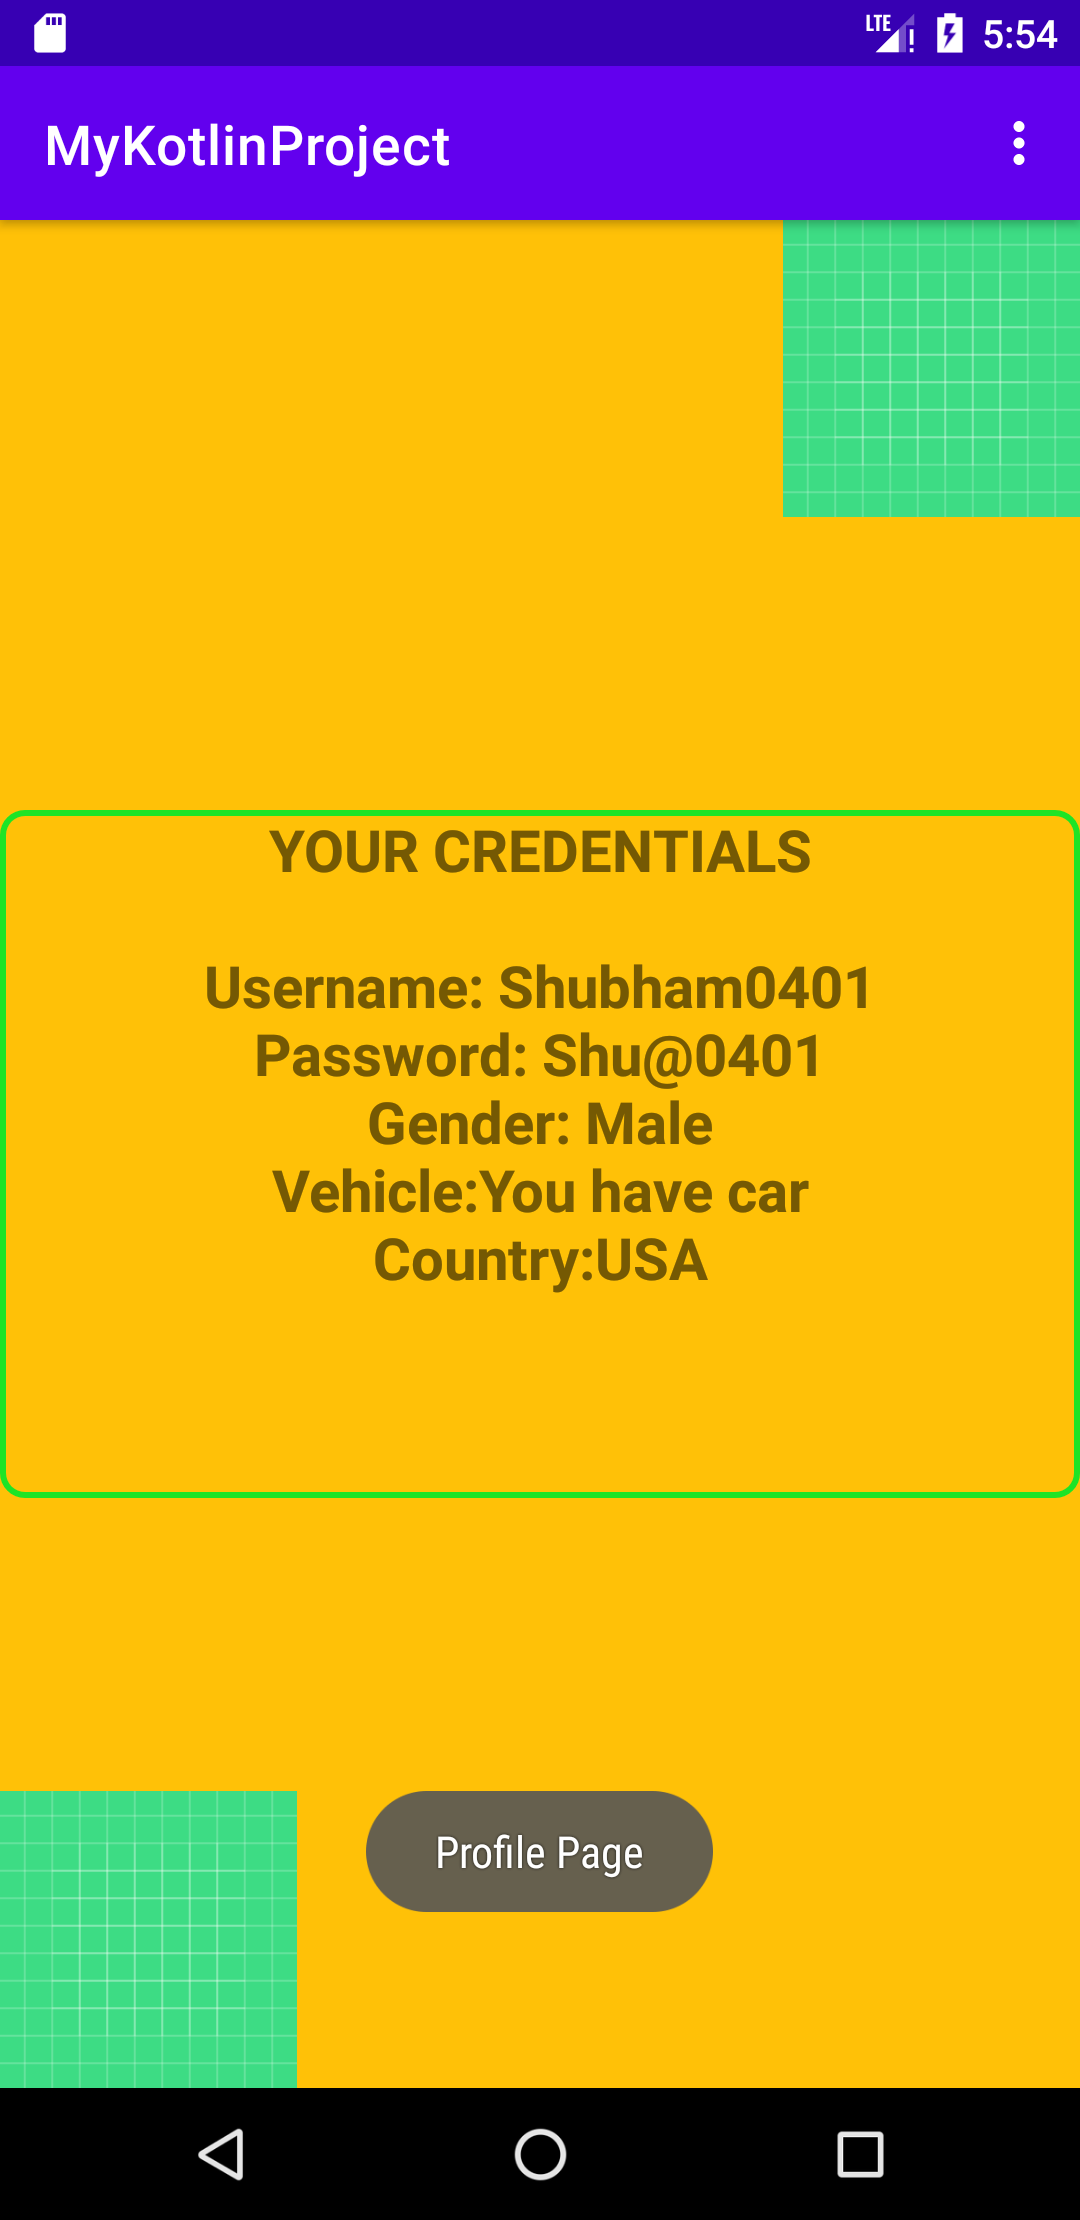 LTE ! 5:54
MyKotlinProject
YOUR CREDENTIALS
Username: Shubham0401
Password: Shu@0401
Gender: Male
Vehicle:You have car
Country:USA
Profile Page